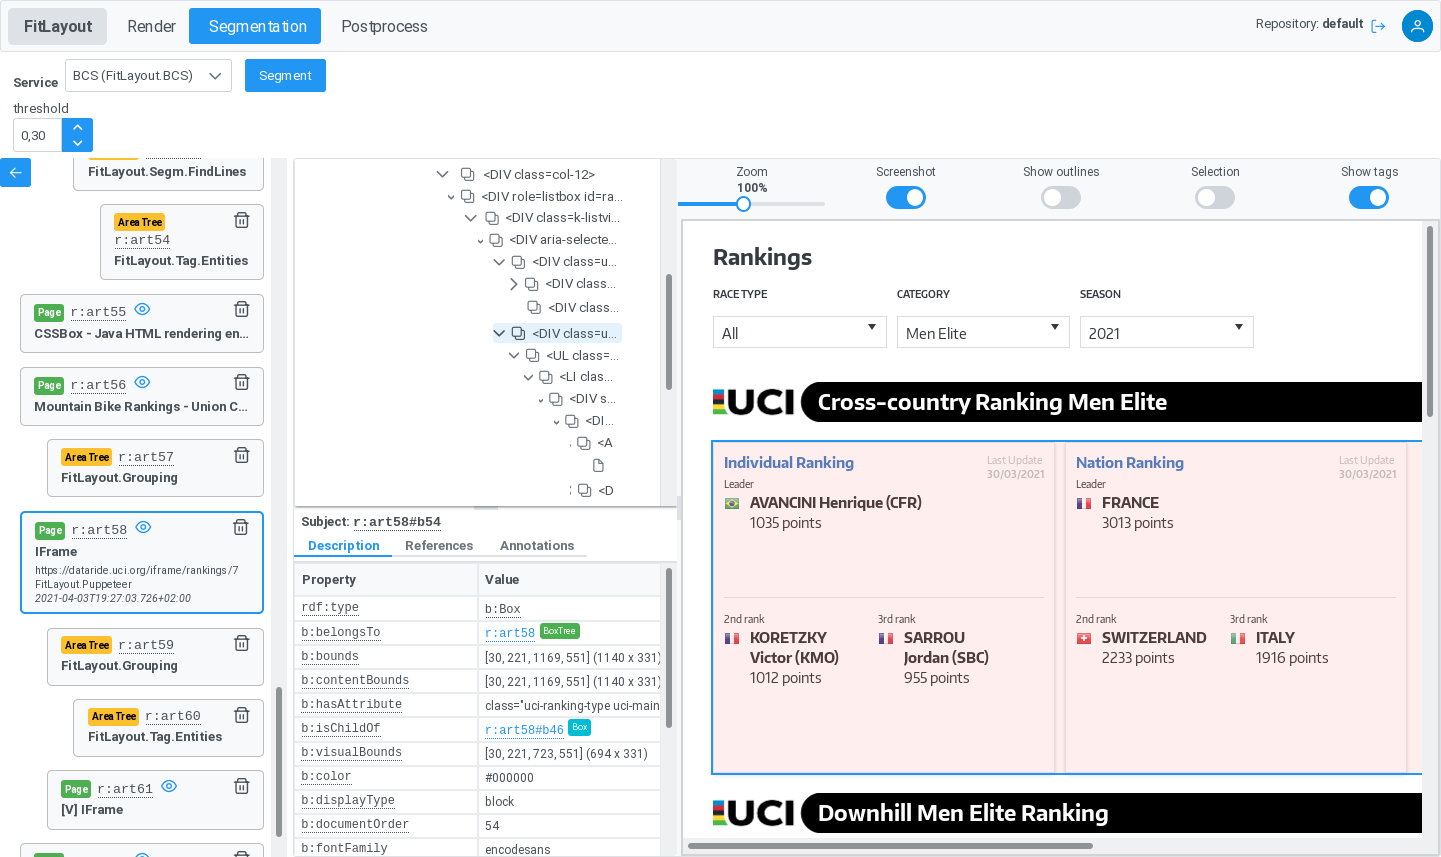 FitLayout
Render
Segmentation
Postprocess
Repository: default
Service
BCS (FitLayout.BCS)
Segment
threshold
0,30
FitLayout.Segm.FindLines
Area Tree
r:art54
FitLayout.Tag.Entities
Page r:art55
CSSBox - Java HTML rendering en...
Page r:art56
Mountain Bike Rankings - Union C...
Area Tree r:art57
FitLayout.Grouping
Page r:art58
IFrame
https://dataride.uci.org/iframe/rankings/7
FitLayout.Puppeteer
2021-04-03T19:27:03.726+02:00
Area Tree r:art59
FitLayout.Grouping
Area Tree r:art60
FitLayout.Tag.Entities
Page r:art61
[V] IFrame
<DIV class=col-12>
<DIV role=listbox id=ra...
<DIV class=k-listvi...
<DIV aria-selecte...
<DIV class=u...
<DIV class...
<DIV class...
<DIV class=u...
<UL class=...
<LI clas...
<DIV s...
<DI...
<A
<D
Subject: r:art58#b54
Description
References
Annotations
Property Value
rdf:type b:Box
b:belongsTo r:art58 BoxTree
b:bounds [30, 221, 1169, 551] (1140 x 331)
b:contentBounds [30, 221, 1169, 551] (1140 x 331)
b:hasAttribute class="uci-ranking-type uci-main
b:isChildOf r:art58#b46 Box
b:visualBounds [30, 221, 723, 551] (694 x 331)
b:color #000000
b:displayType block
b:documentOrder 54
b:fontFamily encodesans
Zoom
100%
Screenshot
Show outlines
Selection
Show tags
Rankings
RACE TYPE
CATEGORY
SEASON
All
Men Elite
2021
UCI Cross-country Ranking Men Elite
Individual Ranking
Last Update
30/03/2021
Leader
AVANCINI Henrique (CFR)
1035 points
2nd rank
KORETZKY
Victor (KMO)
1012 points
3rd rank
SARROU
Jordan (SBC)
955 points
Nation Ranking
Last Update
30/03/2021
Leader
FRANCE
3013 points
2nd rank
SWITZERLAND
2233 points
3rd rank
ITALY
1916 points
UCI Downhill Men Elite Ranking